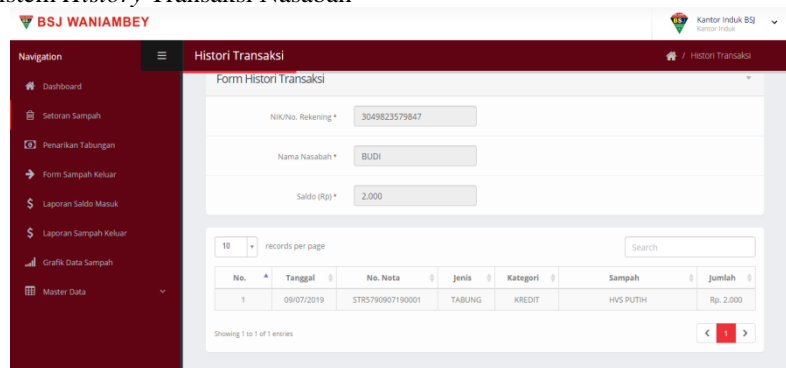 istem History Transaksi Nasabah
BSJ WANIAMBEY
Kantor Induk BSJ
Kantor Induk
Navigation
Histori Transaksi
/ Histori Transaksi
Dashboard
Form Histori Transaksi
Setoran Sampah
NIK/No. Rekening * 3049823579847
Penarikan Tabungan
Nama Nasabah * BUDI
Form Sampah Keluar
Saldo (Rp) * 2.000
Laporan Saldo Masuk
Laporan Sampah Keluar
10 records per page Search
Grafik Data Sampah
No. Tanggal No. Nota Jenis Kategori Sampah Jumlah
Master Data
1 09/07/2019 STR5790907190001 TABUNG KREDIT HVS PUTIH Rp. 2.000
Showing 1 to 1 of 1 entries
< 1 >